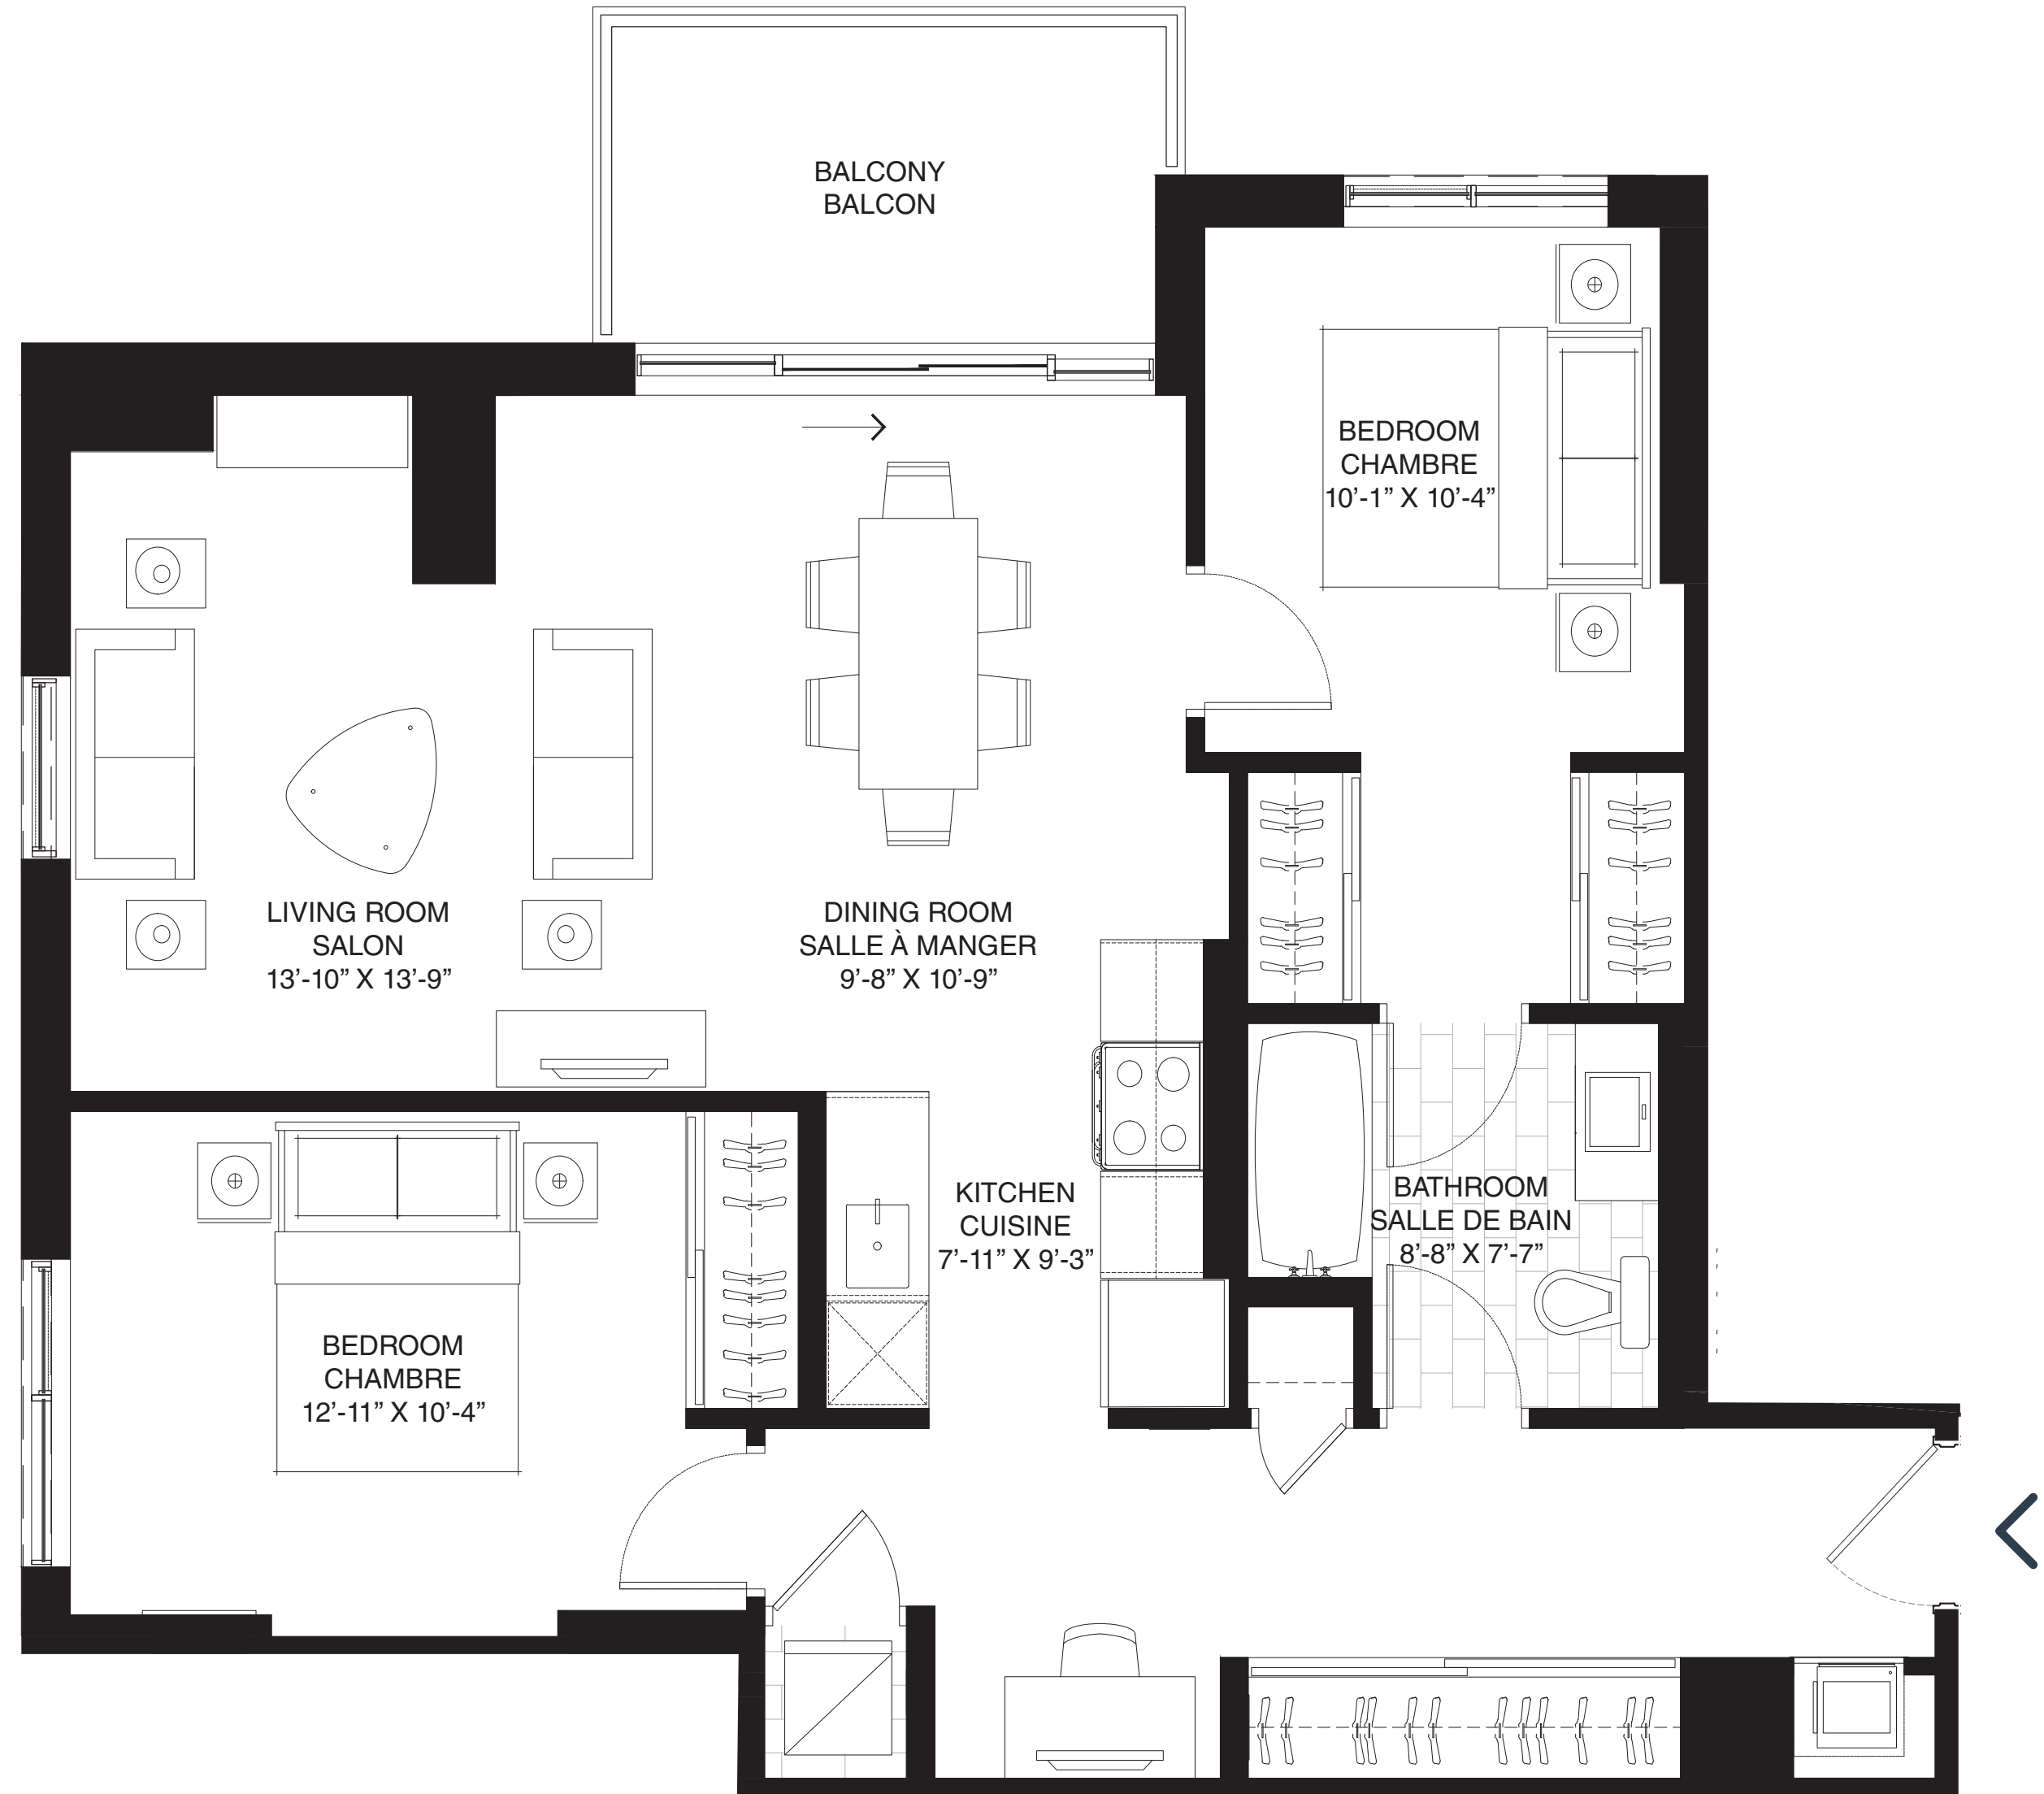 BALCONY
BALCON
BEDROOM
CHAMBRE
10’-1” X 10’-4”
LIVING ROOM
SALON
13’-10” X 13’-9”
DINING ROOM
SALLE À MANGER
9’-8” X 10’-9”
KITCHEN
CUISINE
7’-11” X 9’-3”
BATHROOM
SALLE DE BAIN
8’-8” X 7’-7”
BEDROOM
CHAMBRE
12’-11” X 10’-4”